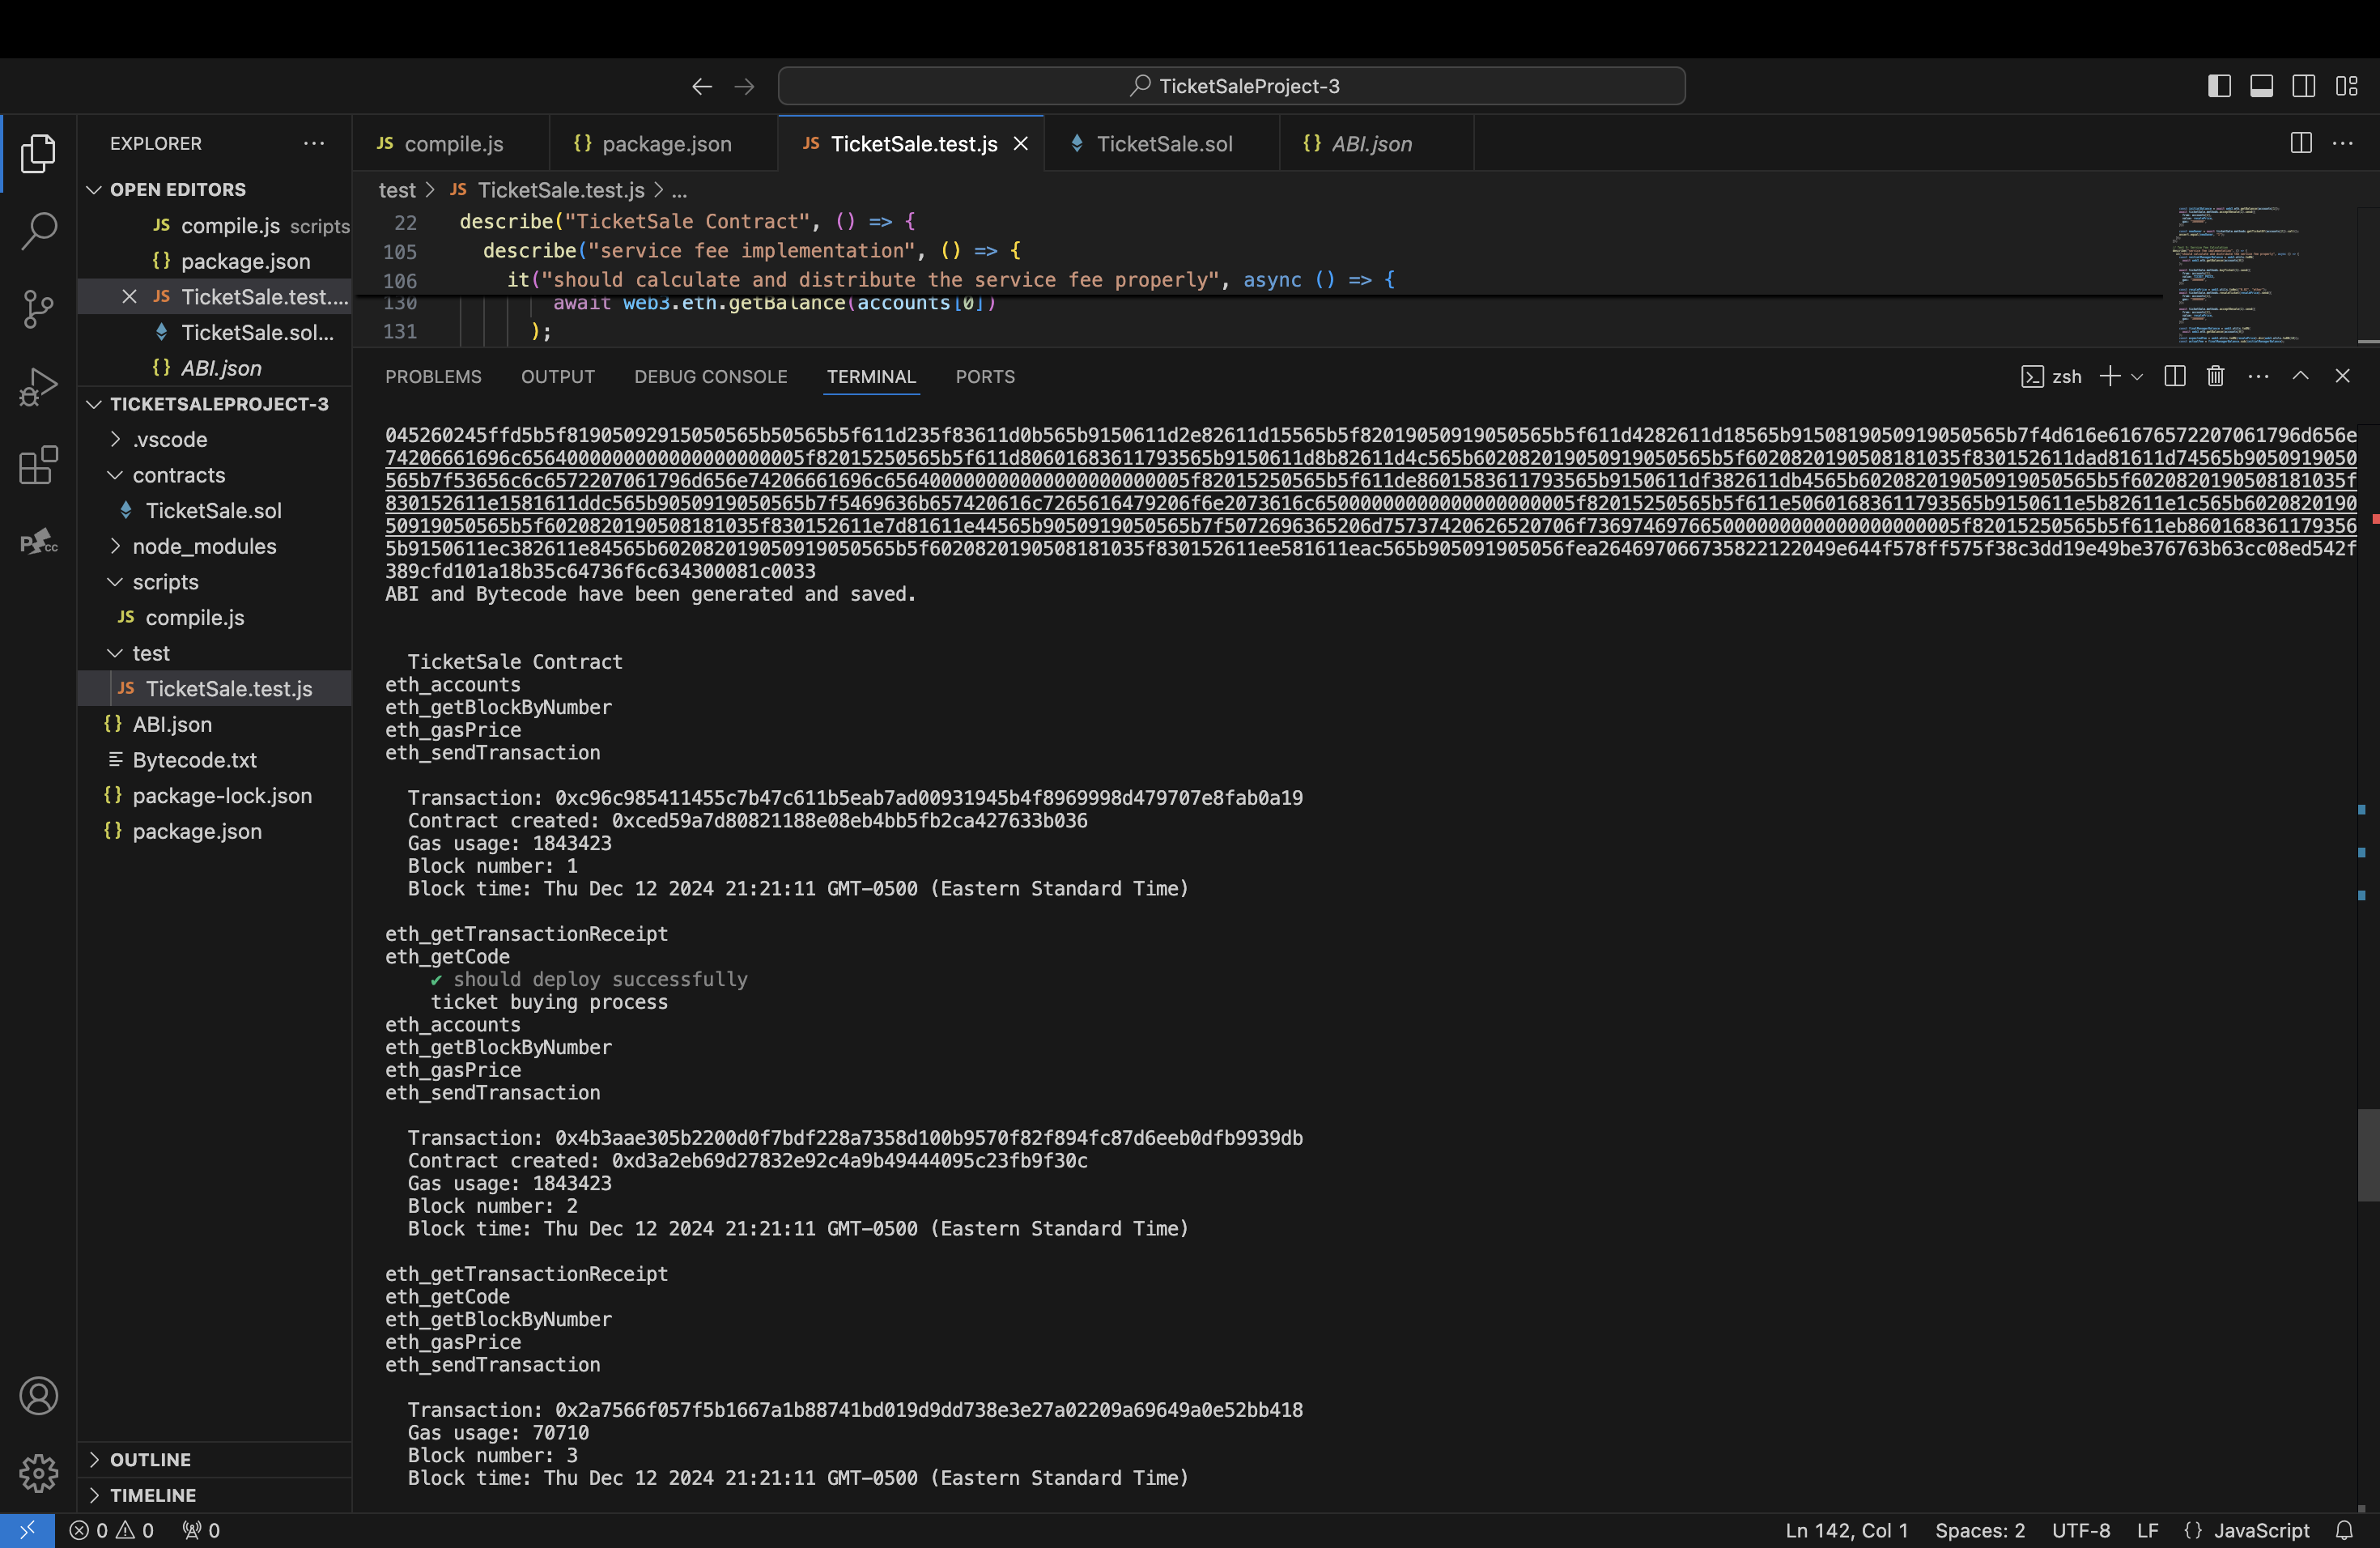 TicketSaleProject-3
EXPLORER
OPEN EDITORS
JS compile.js scripts
{} package.json
JS TicketSale.test....
TicketSale.sol...
{} ABI.json
TICKETSALEPROJECT-3
.vscode
contracts
TicketSale.sol
node_modules
scripts
JS compile.js
test
JS TicketSale.test.js
{} ABI.json
Bytecode.txt
{} package-lock.json
{} package.json
OUTLINE
TIMELINE
JS compile.js
{} package.json
JS TicketSale.test.js
TicketSale.sol
{} ABI.json
test > JS TicketSale.test.js > ...
22 describe("TicketSale Contract", () => {
105 describe("service fee implementation", () => {
106 it("should calculate and distribute the service fee properly", async () => {
130 await web3.eth.getBalance(accounts[0])
131 );
PROBLEMS OUTPUT DEBUG CONSOLE TERMINAL PORTS
zsh
045260245ffd5b5f81905092915050565b50565b5f611d235f83611d0b565b9150611d2e82611d15565b5f82019050919050565b5f611d4282611d18565b9150819050919050565b7f4d616e61676572207061796d656e
74206661696c656400000000000000000000005f82015250565b5f611d80601683611793565b9150611d8b82611d4c565b602082019050919050565b5f6020820190508181035f830152611dad81611d74565b9050919050
565b7f53656c6c6572207061796d656e74206661696c65640000000000000000000005f82015250565b5f611de8601583611793565b9150611df382611db4565b602082019050919050565b5f6020820190508181035f
830152611e1581611ddc565b9050919050565b7f5469636b657420616c7265616479206f6e2073616c65000000000000000000005f82015250565b5f611e50601683611793565b9150611e5b82611e1c565b6020820190
50919050565b5f6020820190508181035f830152611e7d81611e44565b9050919050565b7f5072696365206d75737420626520706f73697469766500000000000000000000005f82015250565b5f611eb8601683611793​56
5b9150611ec382611e84565b602082019050919050565b5f6020820190508181035f830152611ee581611eac565b905091905056fea26469706673582212204​9e644f578ff575f38c3dd19e49be376763b63cc08ed542f
389cfd101a18b35c64736f6c634300081c0033
ABI and Bytecode have been generated and saved.
TicketSale Contract
eth_accounts
eth_getBlockByNumber
eth_gasPrice
eth_sendTransaction
Transaction: 0xc96c985411455c7b47c611b5eab7ad00931945b4f8969998d479707e8fab0a19
Contract created: 0xced59a7d80821188e08eb4bb5fb2ca427633b036
Gas usage: 1843423
Block number: 1
Block time: Thu Dec 12 2024 21:21:11 GMT-0500 (Eastern Standard Time)
eth_getTransactionReceipt
eth_getCode
✔ should deploy successfully
ticket buying process
eth_accounts
eth_getBlockByNumber
eth_gasPrice
eth_sendTransaction
Transaction: 0x4b3aae305b2200d0f7bdf228a7358d100b9570f82f894fc87d6eeb0dfb9939db
Contract created: 0xd3a2eb69d27832e92c4a9b49444095c23fb9f30c
Gas usage: 1843423
Block number: 2
Block time: Thu Dec 12 2024 21:21:11 GMT-0500 (Eastern Standard Time)
eth_getTransactionReceipt
eth_getCode
eth_getBlockByNumber
eth_gasPrice
eth_sendTransaction
Transaction: 0x2a7566f057f5b1667a1b88741bd019d9dd738e3e27a02209a69649a0e52bb418
Gas usage: 70710
Block number: 3
Block time: Thu Dec 12 2024 21:21:11 GMT-0500 (Eastern Standard Time)
0 0 0
Ln 142, Col 1 Spaces: 2 UTF-8 LF {} JavaScript